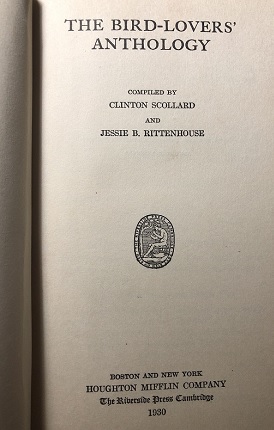 THE BIRD-LOVERS'
ANTHOLOGY
COMPILED BY
CLINTON SCOLLARD
AND
JESSIE B. RITTENHOUSE
BOSTON AND NEW YORK
HOUGHTON MIFFLIN COMPANY
The Riverside Press Cambridge
1930